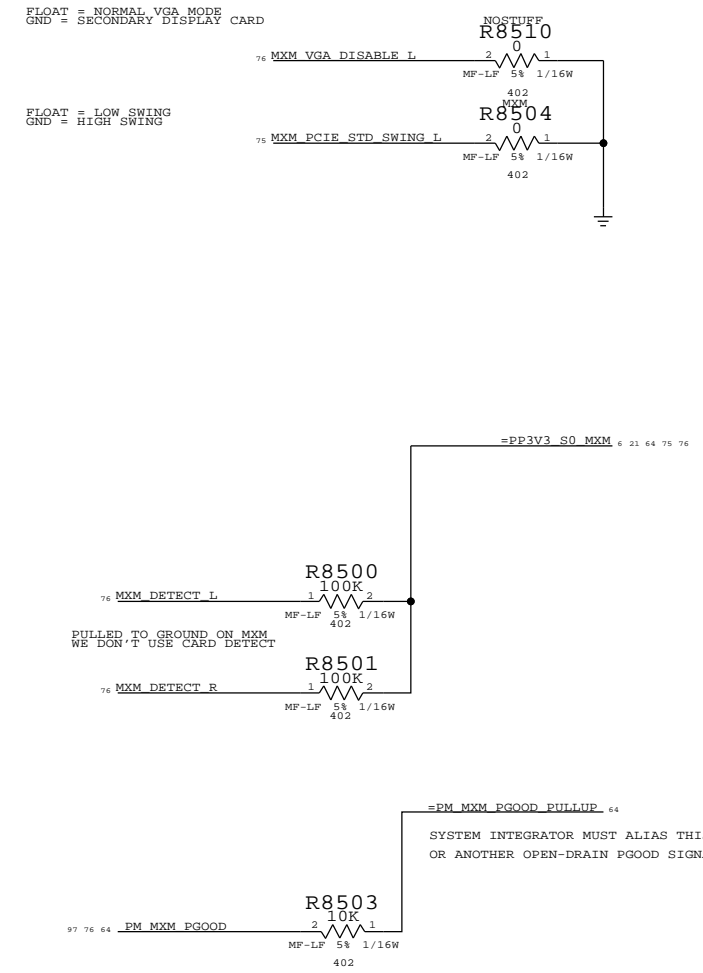 FLOAT = NORMAL VGA MODE
GND = SECONDARY DISPLAY CARD
NOSTUFF
R8510
0
76 MXM_VGA_DISABLE_L 2 1
MF-LF 5% 1/16W
402
FLOAT = LOW SWING
GND = HIGH SWING
MXM
R8504
0
75 MXM_PCIE_STD_SWING_L 2 1
MF-LF 5% 1/16W
402
=PP3V3_S0_MXM 6 21 64 75 76
R8500
100K
76 MXM_DETECT_L 1 2
MF-LF 5% 1/16W
402
PULLED TO GROUND ON MXM
WE DON'T USE CARD DETECT
R8501
100K
76 MXM_DETECT_R 1 2
MF-LF 5% 1/16W
402
=PM_MXM_PGOOD_PULLUP 64
SYSTEM INTEGRATOR MUST ALIAS THI
OR ANOTHER OPEN-DRAIN PGOOD SIGN
R8503
10K
97 76 64 PM_MXM_PGOOD 2 1
MF-LF 5% 1/16W
402